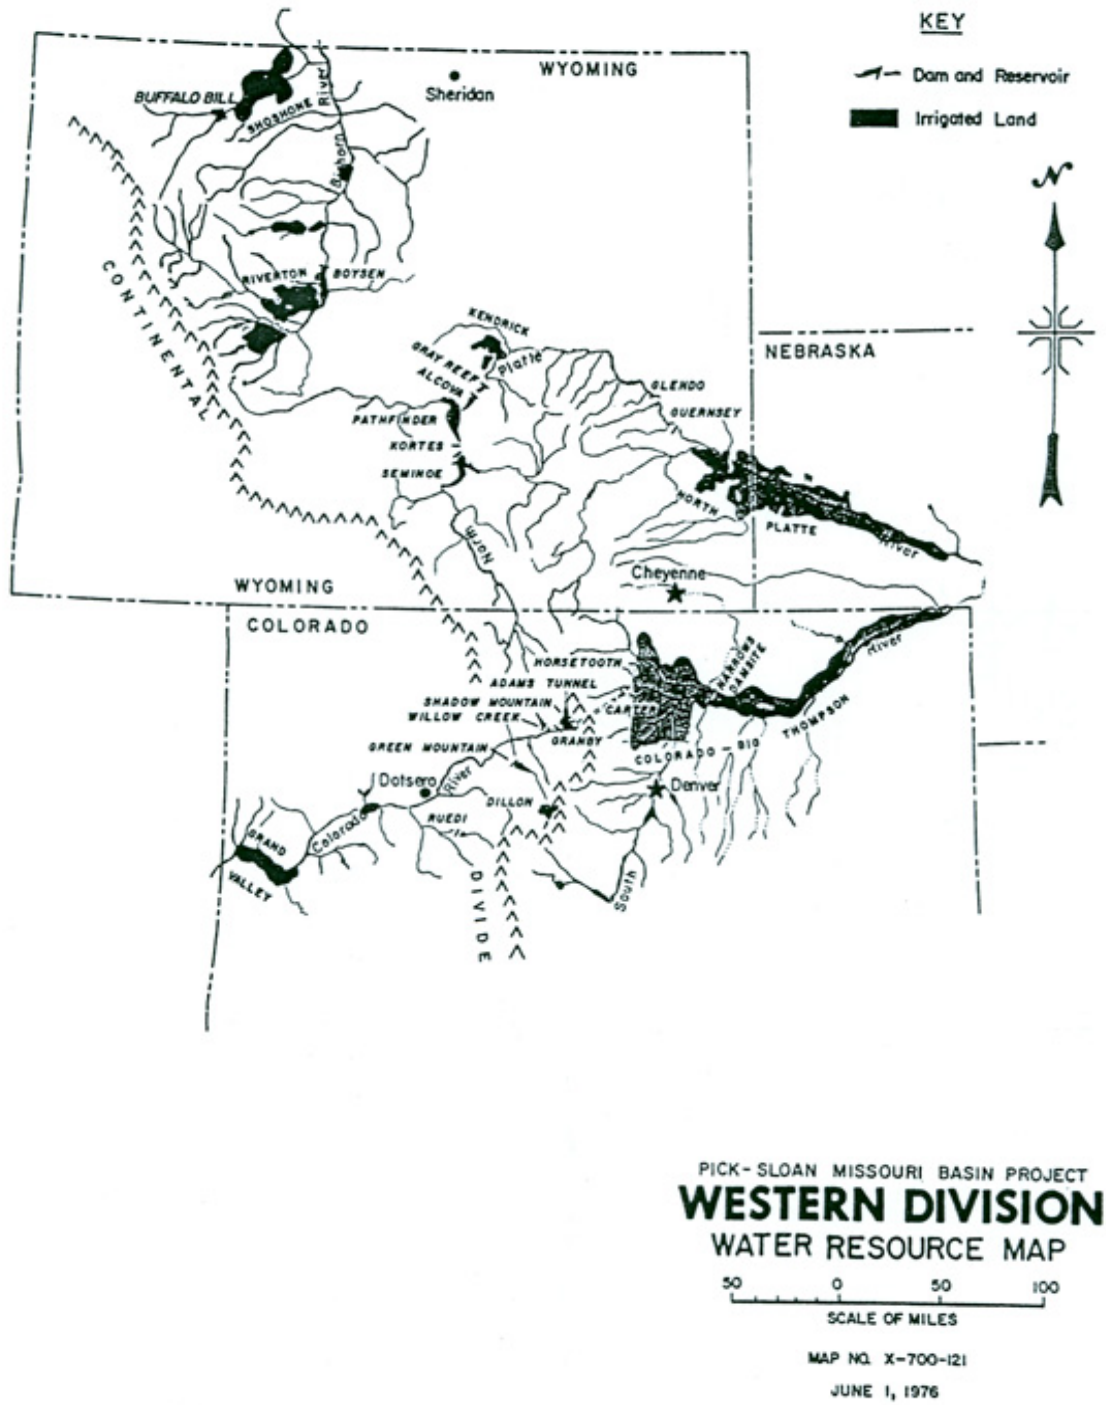 KEY
Dam and Reservoir
Irrigated Land
N
WYOMING
Sheridan
BUFFALO BILL
SHOSHONE
River
Bighorn
RIVERTON
BOYSEN
CONTINENTAL
KENDRICK
GRAY REEF
ALCOVA
Platte
PATHFINDER
KORTES
SEMINOE
GLENDO
GUERNSEY
NEBRASKA
NORTH
PLATTE
River
North
Cheyenne
WYOMING
COLORADO
HORSETOOTH
ADAMS TUNNEL
SHADOW MOUNTAIN
WILLOW CREEK
GREEN MOUNTAIN
GRANBY
CARTER
NARROWS
DAMSITE
River
COLORADO - BIG
THOMPSON
Dotsero
River
Denver
DILLON
RUEDI
Colorado
GRAND
VALLEY
South
DIVIDE
PICK-SLOAN MISSOURI BASIN PROJECT
WESTERN DIVISION
WATER RESOURCE MAP
50 0 50 100
SCALE OF MILES
MAP NO. X-700-121
JUNE 1, 1976